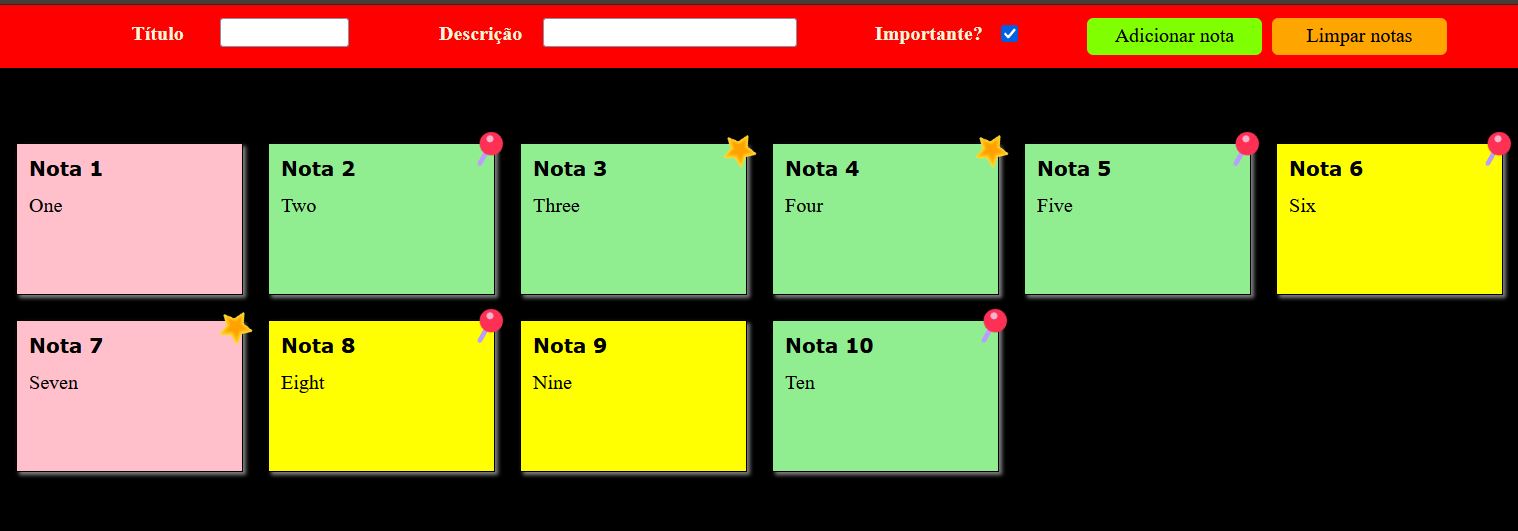 Título Descrição Importante? Adicionar nota Limpar notas
Nota 1
One
Nota 2
Two
Nota 3
Three
Nota 4
Four
Nota 5
Five
Nota 6
Six
Nota 7
Seven
Nota 8
Eight
Nota 9
Nine
Nota 10
Ten